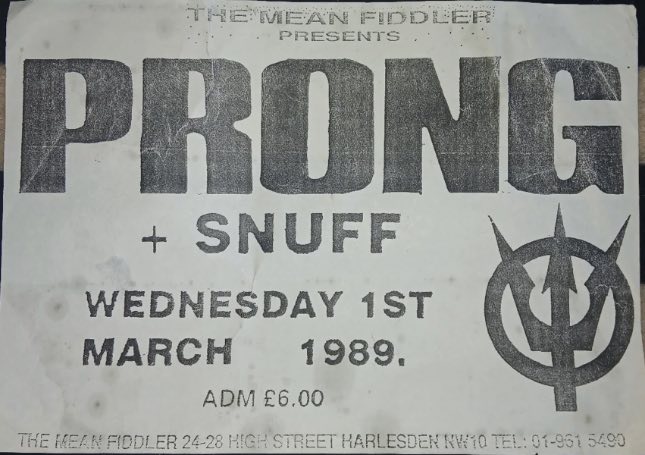 THE MEAN FIDDLER
PRESENTS
PRONG
+ SNUFF
WEDNESDAY 1ST
MARCH 1989.
ADM £6.00
THE MEAN FIDDLER 24-28 HIGH STREET HARLESDEN NW10 TEL: 01-961 5490